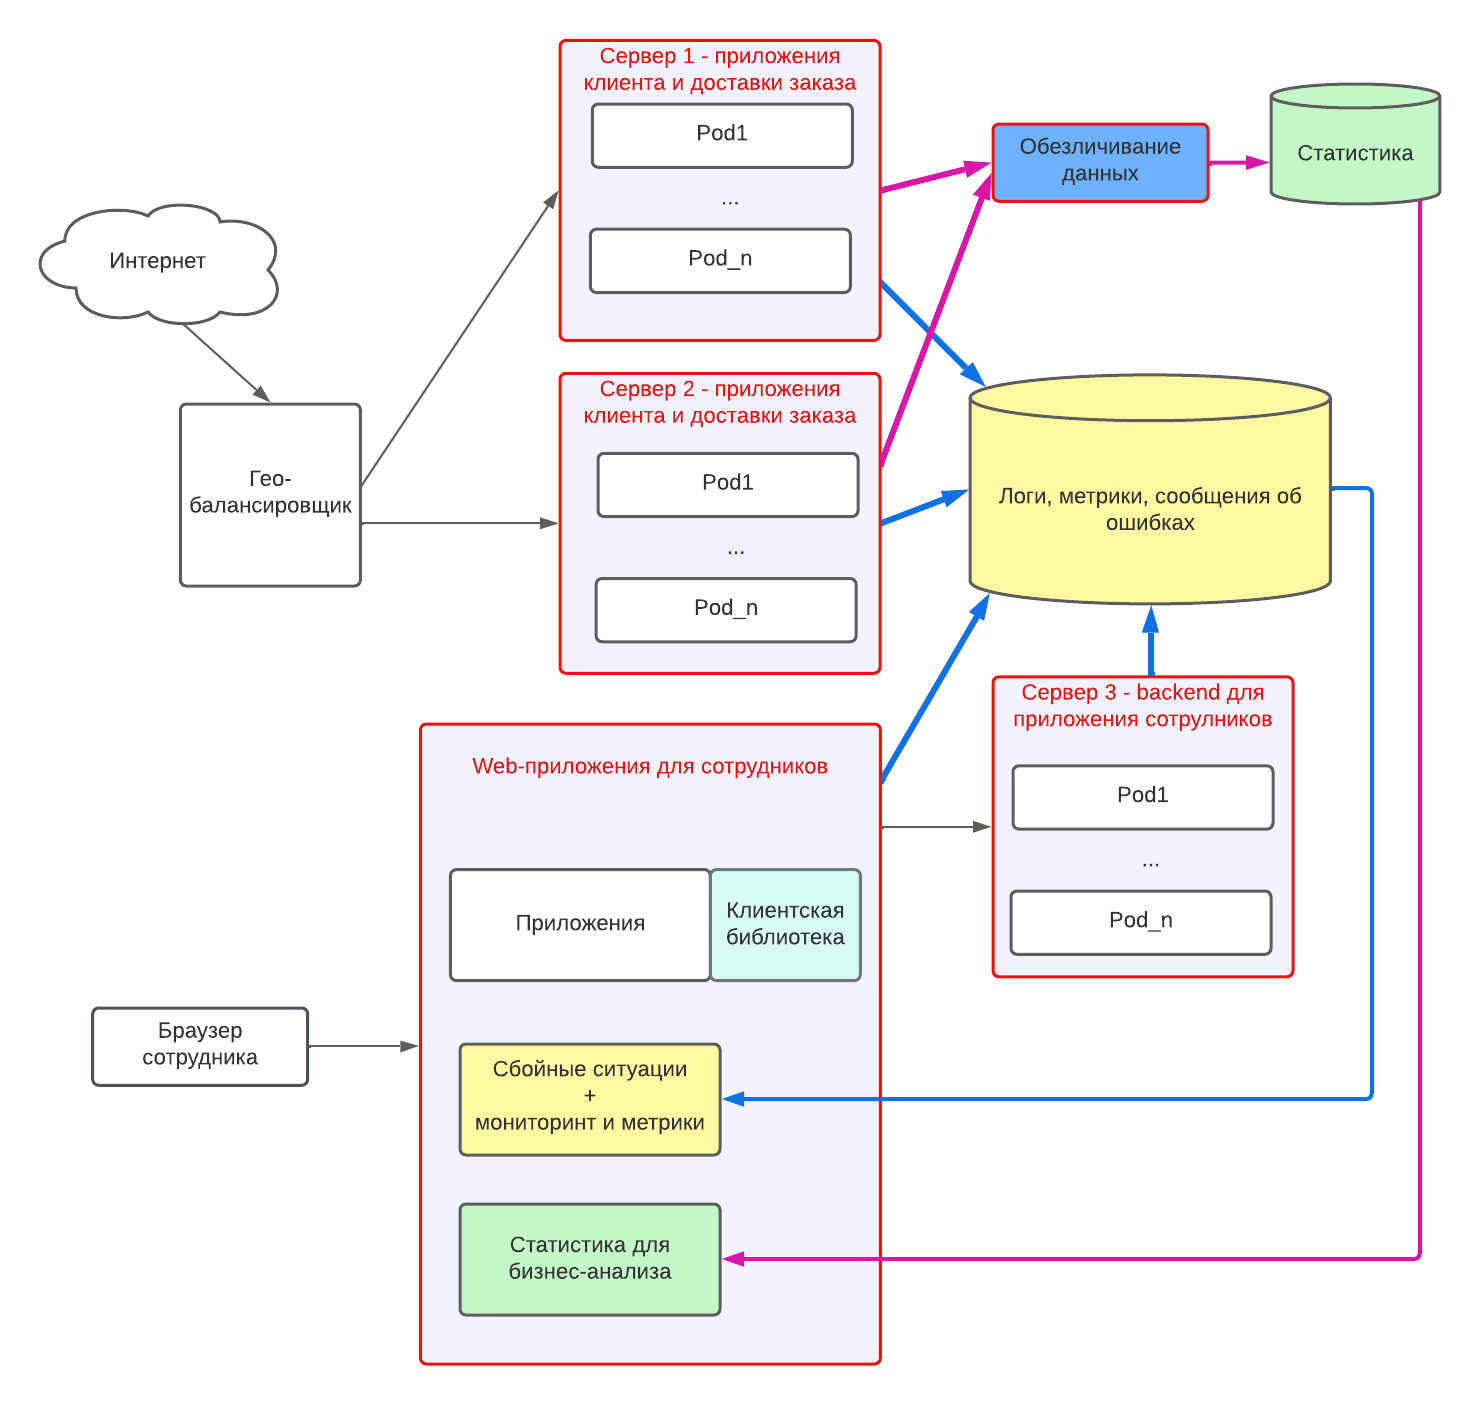 Сервер 1 - приложения
клиента и доставки заказа
Pod1
...
Pod_n
Обезличивание
данных
Статистика
Интернет
Гео-
балансировщик
Сервер 2 - приложения
клиента и доставки заказа
Pod1
...
Pod_n
Логи, метрики, сообщения об
ошибках
Сервер 3 - backend для
приложения сотрулников
Pod1
...
Pod_n
Web-приложения для сотрудников
Приложения
Клиентская
библиотека
Браузер
сотрудника
Сбойные ситуации
+
мониторинт и метрики
Статистика для
бизнес-анализа